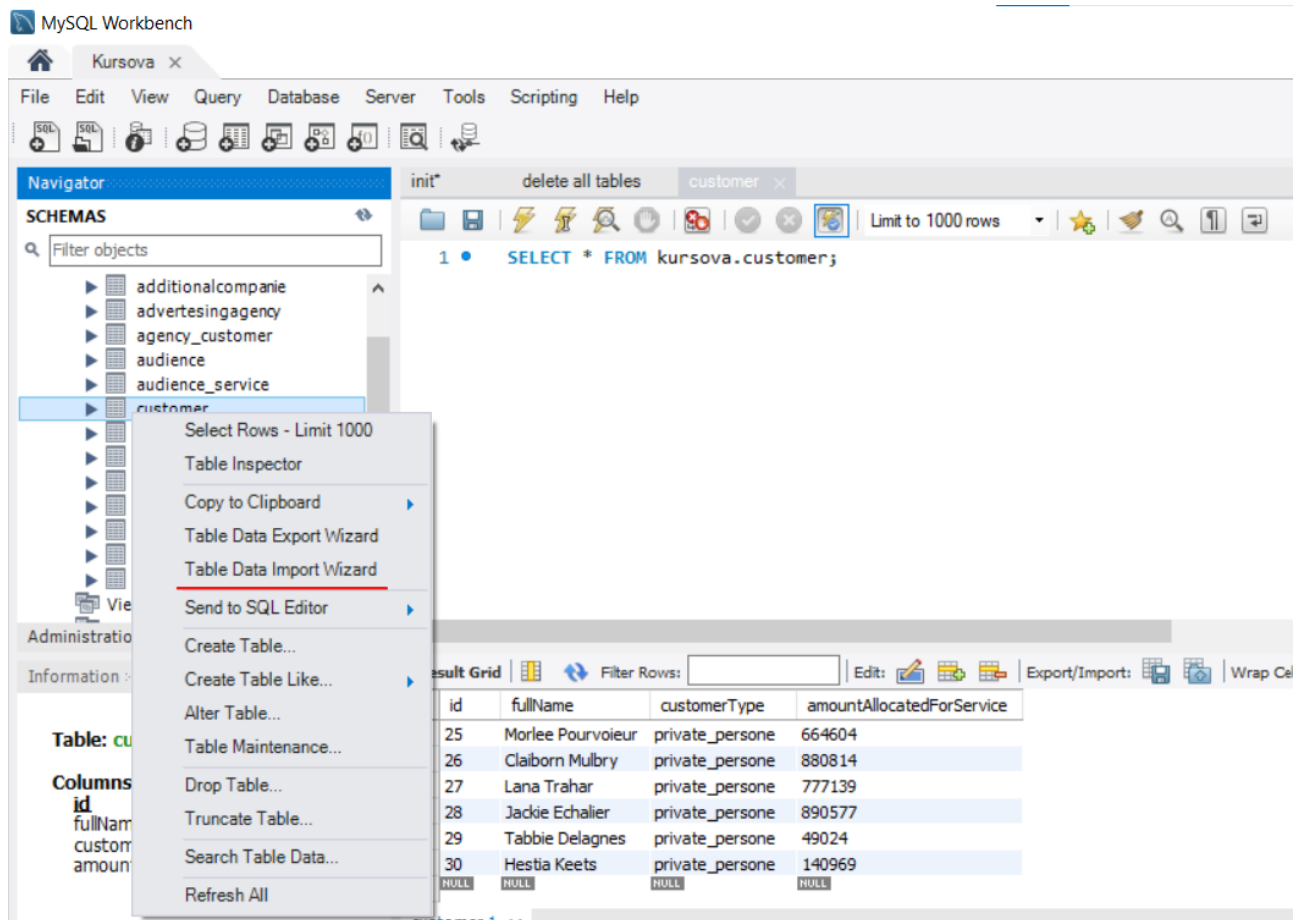 MySQL Workbench
Kursova
File Edit View Query Database Server Tools Scripting Help
Navigator
SCHEMAS
Filter objects
additionalcompanie
advertesingagency
agency_customer
audience
audience_service
customer
Select Rows - Limit 1000
Table Inspector
Copy to Clipboard
Table Data Export Wizard
Table Data Import Wizard
Send to SQL Editor
Create Table...
Create Table Like...
Alter Table...
Table Maintenance...
Drop Table...
Truncate Table...
Search Table Data...
Refresh All
Vie
Administratio
Information
Table: cu
Columns
id
fullNam
custom
amoun
init* delete all tables customer
Limit to 1000 rows
1 SELECT * FROM kursova.customer;
esult Grid Filter Rows: Edit: Export/Import: Wrap Cel
id fullName customerType amountAllocatedForService
25 Morlee Pourvoieur private_persone 664604
26 Claiborn Mulbry private_persone 880814
27 Lana Trahar private_persone 777139
28 Jackie Echalier private_persone 890577
29 Tabbie Delagnes private_persone 49024
30 Hestia Keets private_persone 140969
NULL NULL NULL NULL